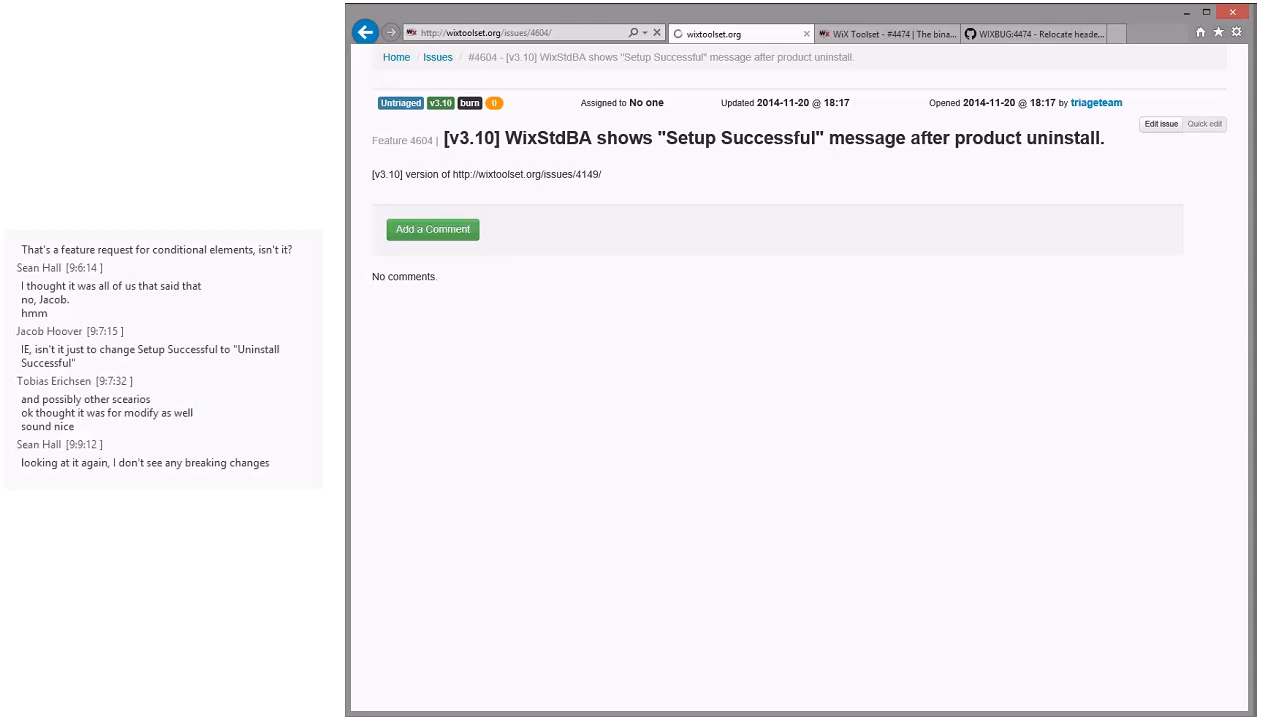 That's a feature request for conditional elements, isn't it?
Sean Hall [9:6:14 ]
I thought it was all of us that said that
no, Jacob.
hmm
Jacob Hoover [9:7:15 ]
IE, isn't it just to change Setup Successful to "Uninstall
Successful"
Tobias Erichsen [9:7:32 ]
and possibly other scearios
ok thought it was for modify as well
sound nice
Sean Hall [9:9:12 ]
looking at it again, I don't see any breaking changes
http://wixtoolset.org/issues/4604/
wixtoolset.org
WiX Toolset - #4474 | The bina...
WIXBUG:4474 - Relocate heade...
Home / Issues / #4604 - [v3.10] WixStdBA shows "Setup Successful" message after product uninstall.
Untriaged v3.10 burn 0
Assigned to No one
Updated 2014-11-20 @ 18:17
Opened 2014-11-20 @ 18:17 by triageteam
Edit issue Quick edit
Feature 4604 | [v3.10] WixStdBA shows "Setup Successful" message after product uninstall.
[v3.10] version of http://wixtoolset.org/issues/4149/
Add a Comment
No comments.